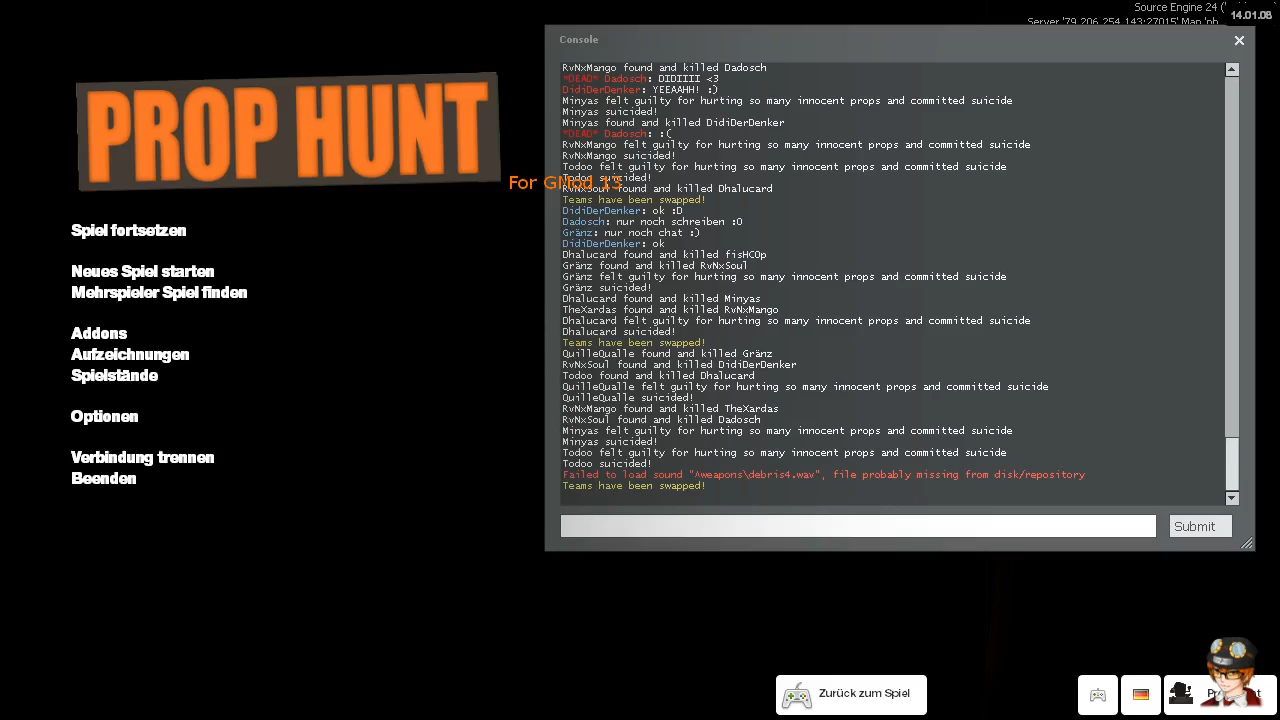 Source Engine 24 ('
14.01.08
Server '79.206.254.143:27015' Map 'ph
Console
PROP HUNT
For GMod 13
RvNxMango found and killed Dadosch
*DEAD* Dadosch: DIDIIII <3
DidiDerDenker: YEEAAHH! :)
Minyas felt guilty for hurting so many innocent props and committed suicide
Minyas suicided!
Minyas found and killed DidiDerDenker
*DEAD* Dadosch: :(
RvNxMango felt guilty for hurting so many innocent props and committed suicide
RvNxMango suicided!
Todoo felt guilty for hurting so many innocent props and committed suicide
Todoo suicided!
RvNxSoul found and killed Dhalucard
Teams have been swapped!
DidiDerDenker: ok :D
Dadosch: nur noch schreiben :O
Gränz: nur noch chat :)
DidiDerDenker: ok
Dhalucard found and killed fisHCOp
Gränz found and killed RvNxSoul
Gränz felt guilty for hurting so many innocent props and committed suicide
Gränz suicided!
Dhalucard found and killed Minyas
TheXardas found and killed RvNxMango
Dhalucard felt guilty for hurting so many innocent props and committed suicide
Dhalucard suicided!
Teams have been swapped!
QuilleQualle found and killed Gränz
RvNxSoul found and killed DidiDerDenker
Todoo found and killed Dhalucard
QuilleQualle felt guilty for hurting so many innocent props and committed suicide
QuilleQualle suicided!
RvNxMango found and killed TheXardas
RvNxSoul found and killed Dadosch
Minyas felt guilty for hurting so many innocent props and committed suicide
Minyas suicided!
Todoo felt guilty for hurting so many innocent props and committed suicide
Todoo suicided!
Failed to load sound "^weapons\debris4.wav", file probably missing from disk/repository
Teams have been swapped!
Submit
Spiel fortsetzen
Neues Spiel starten
Mehrspieler Spiel finden
Addons
Aufzeichnungen
Spielstände
Optionen
Verbindung trennen
Beenden
Zurück zum Spiel